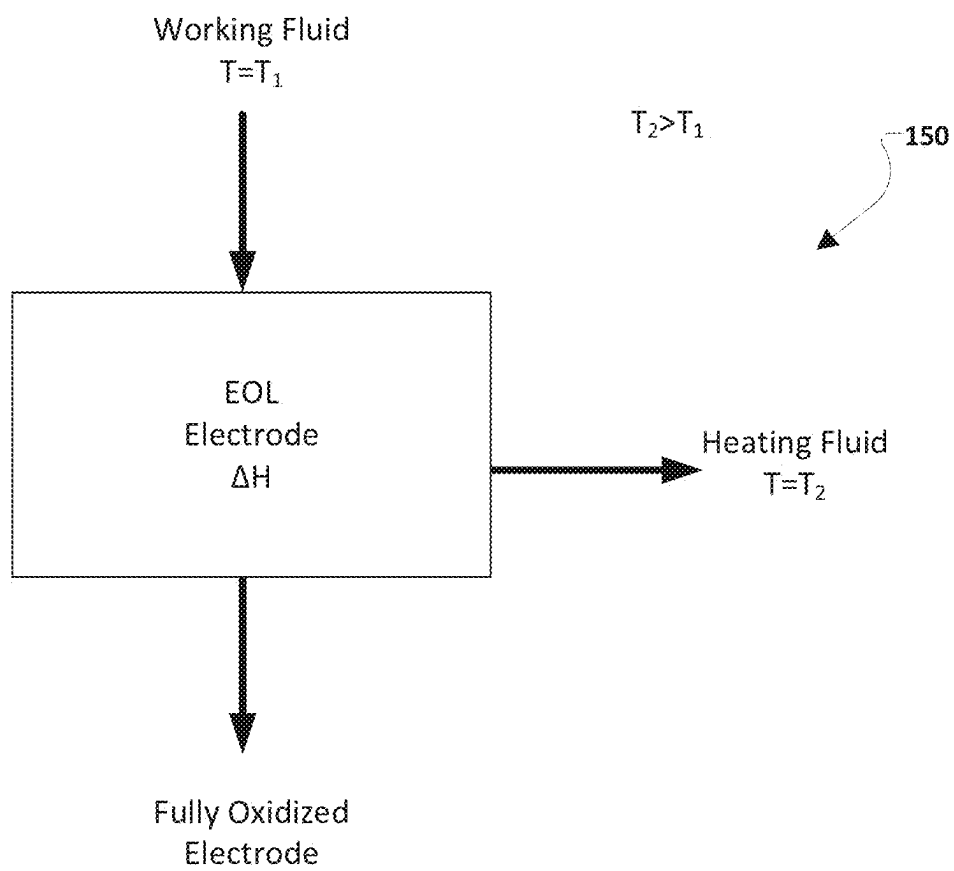 Working Fluid
T=T₁
T₂>T₁
150
EOL
Electrode
ΔH
Heating Fluid
T=T₂
Fully Oxidized
Electrode